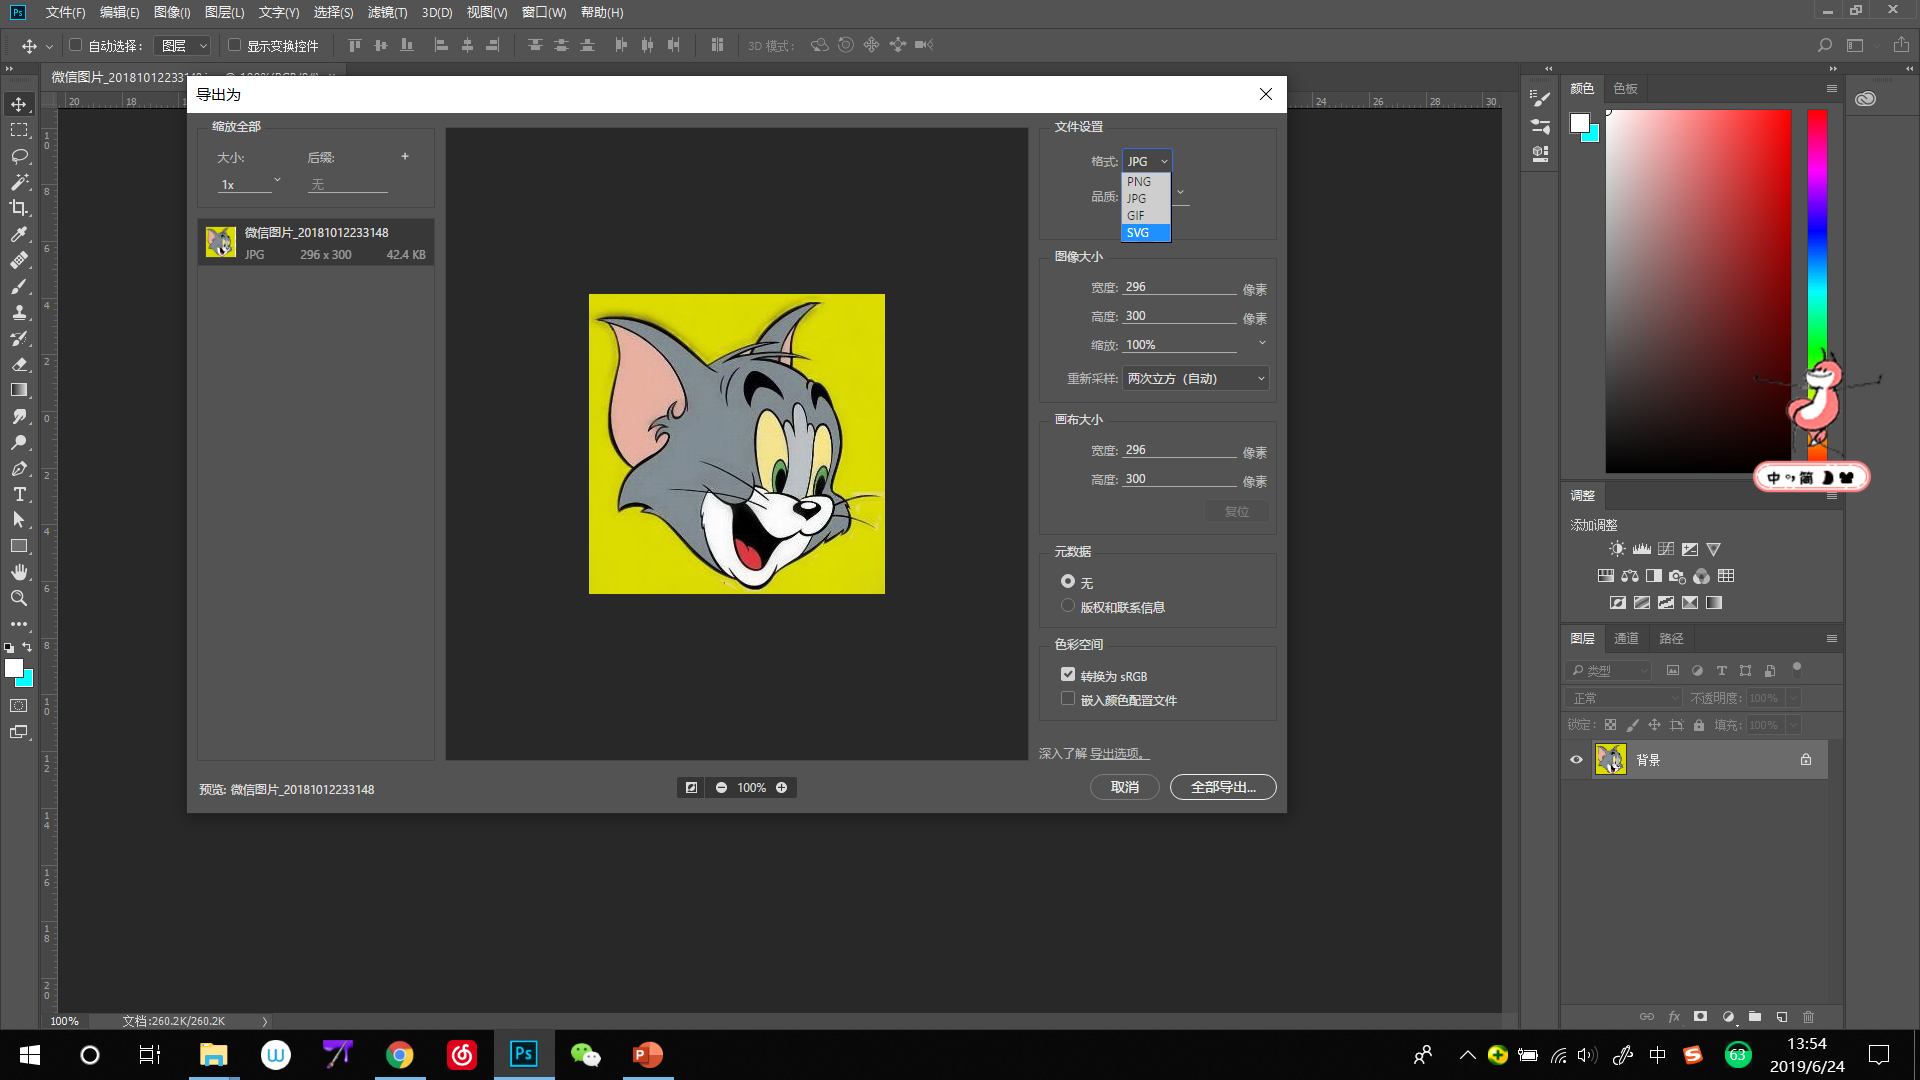 Ps 文件(F) 编辑(E) 图像(I) 图层(L) 文字(Y) 选择(S) 滤镜(T) 3D(D) 视图(V) 窗口(W) 帮助(H)
自动选择： 图层 显示变换控件 3D 模式：
微信图片_20181012233148
导出为
20 18 24 26 28 30
缩放全部
大小: 后缀: +
1x 无
微信图片_20181012233148
JPG 296 x 300 42.4 KB
文件设置
格式: JPG
PNG
品质:
JPG
GIF
SVG
图像大小
宽度: 296 像素
高度: 300 像素
缩放: 100%
重新采样: 两次立方（自动）
画布大小
宽度: 296 像素
高度: 300 像素
复位
元数据
无
版权和联系信息
色彩空间
转换为 sRGB
嵌入颜色配置文件
深入了解 导出选项。
预览: 微信图片_20181012233148
100%
取消 全部导出...
颜色 色板
中 简
调整
添加调整
图层 通道 路径
类型
正常 不透明度: 100%
锁定: 填充: 100%
背景
100% 文档:260.2K/260.2K
Ps
中 63
13:54
2019/6/24